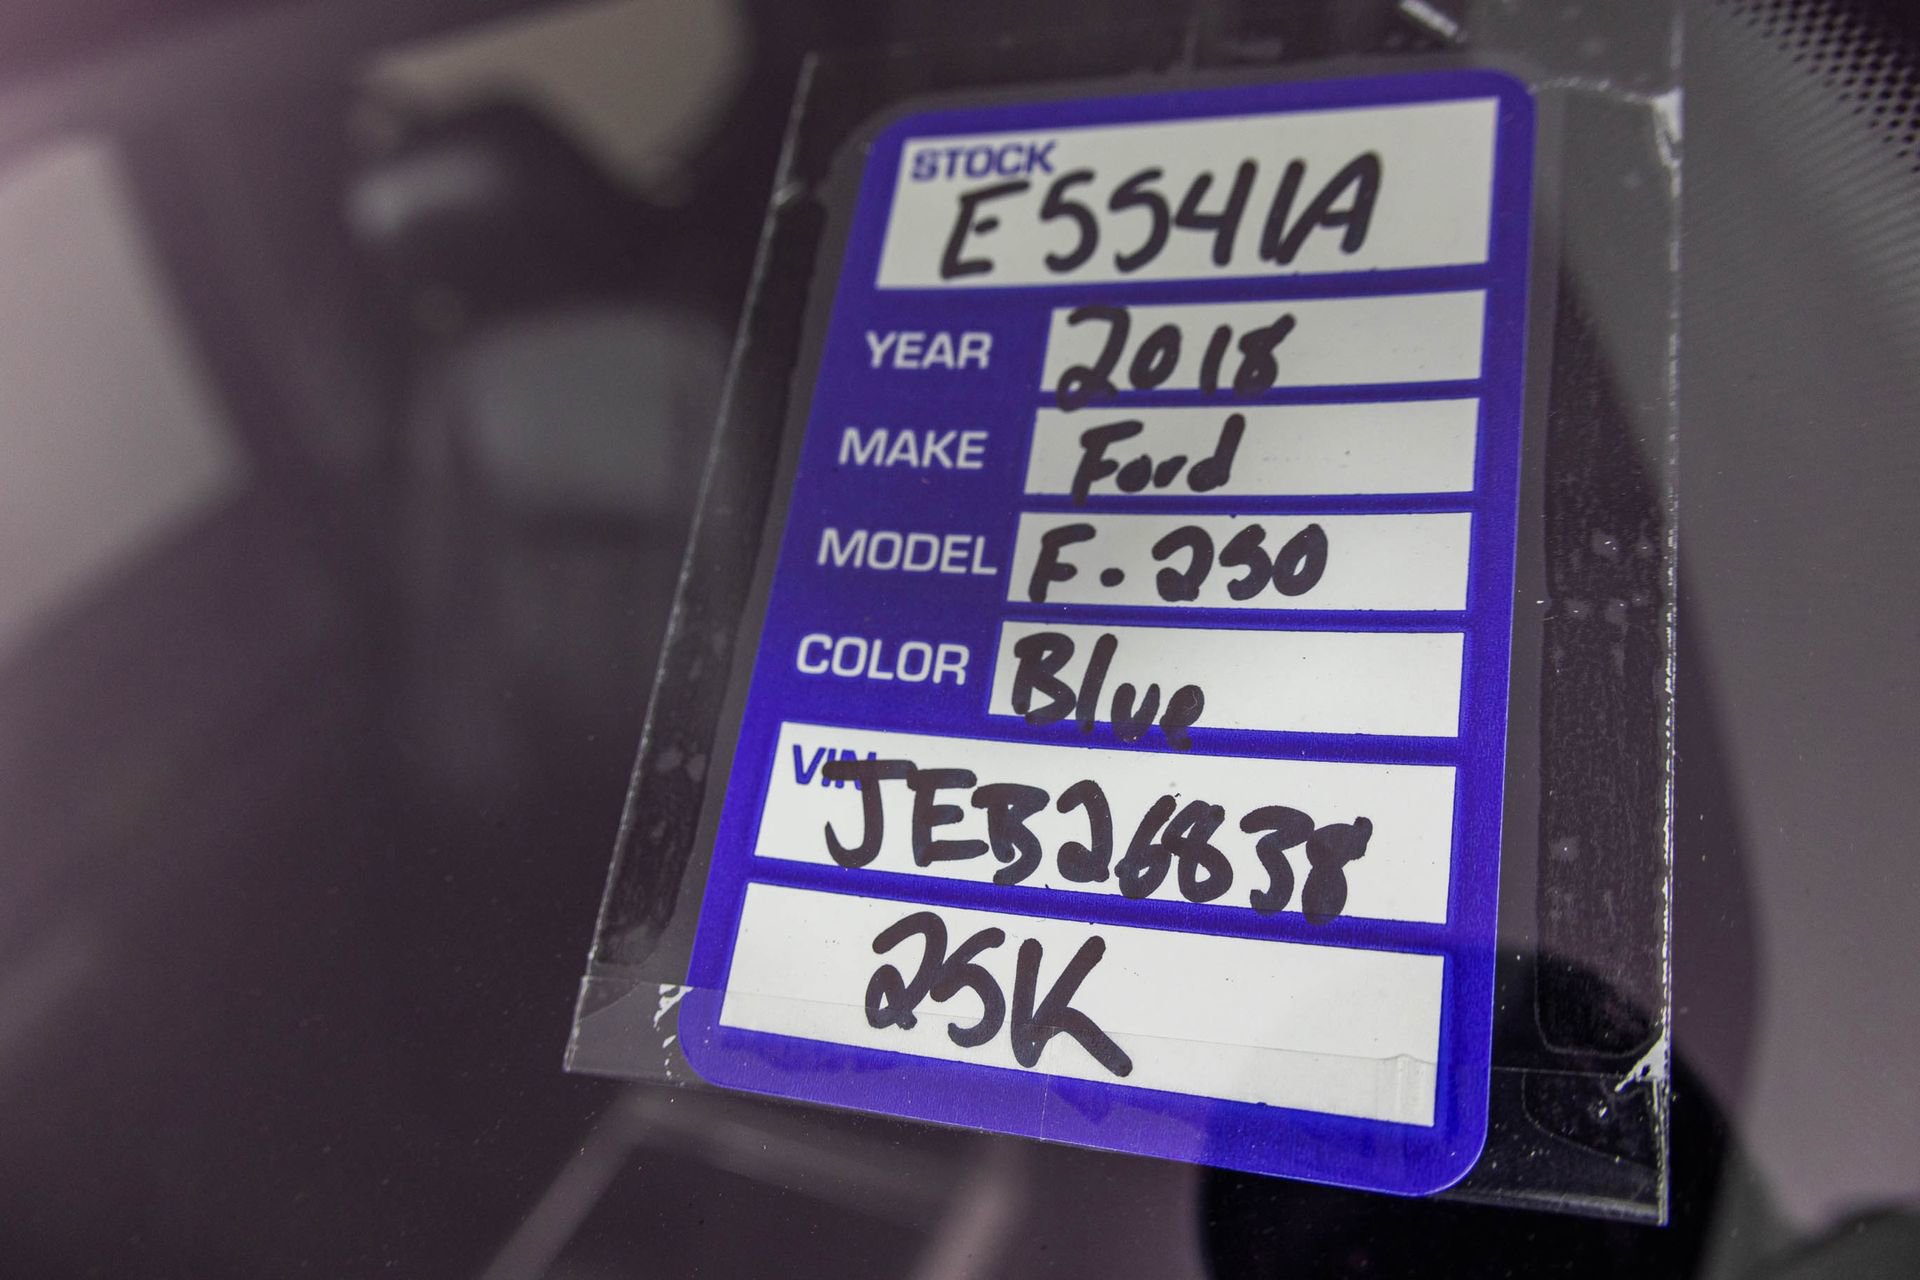 STOCK
E5541A
YEAR 2018
MAKE Ford
MODEL F-250
COLOR Blue
VIN
JEB26838
25K